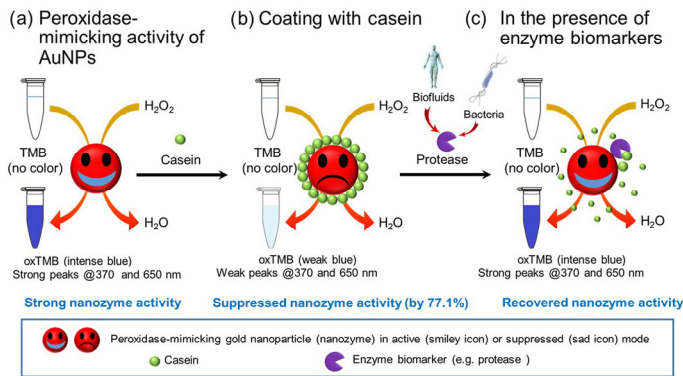 (a) Peroxidase-
mimicking activity of
AuNPs
H₂O₂
TMB
(no color)
H₂O
oxTMB (intense blue)
Strong peaks @370 and 650 nm
Strong nanozyme activity
Casein
(b) Coating with casein
H₂O₂
TMB
(no color)
H₂O
oxTMB (weak blue)
Weak peaks @370 and 650 nm
Suppressed nanozyme activity (by 77.1%)
Biofluids
Bacteria
Protease
(c) In the presence of
enzyme biomarkers
H₂O₂
TMB
(no color)
H₂O
oxTMB (intense blue)
Strong peaks @370 and 650 nm
Recovered nanozyme activity
Peroxidase-mimicking gold nanoparticle (nanozyme) in active (smiley icon) or suppressed (sad icon) mode
Casein
Enzyme biomarker (e.g. protease )